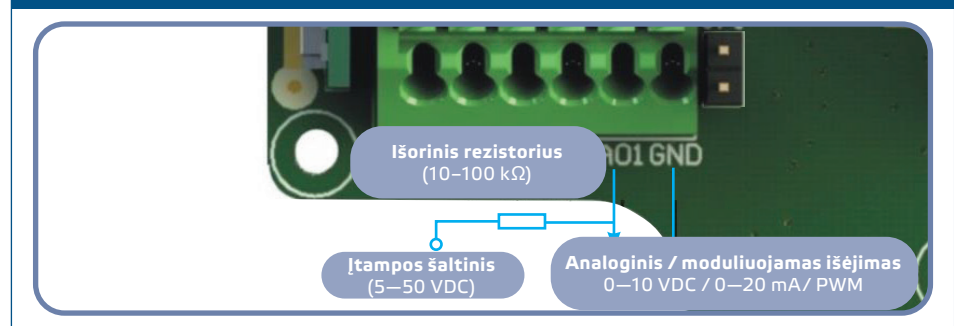 Išorinis rezistorius
(10–100 kΩ)
AO1 GND
Įtampos šaltinis
(5—50 VDC)
Analoginis / moduliuojamas išėjimas
0—10 VDC / 0—20 mA/ PWM